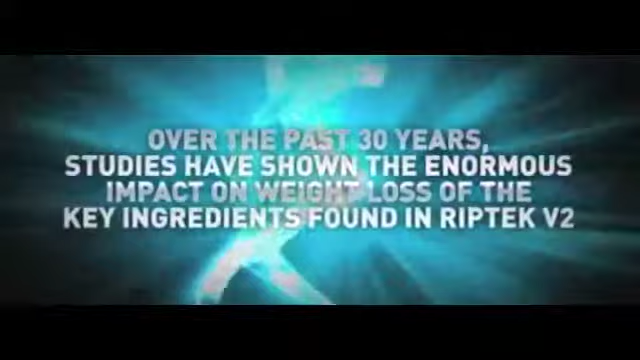 OVER THE PAST 30 YEARS,
STUDIES HAVE SHOWN THE ENORMOUS
IMPACT ON WEIGHT LOSS OF THE
KEY INGREDIENTS FOUND IN RIPTEK V2